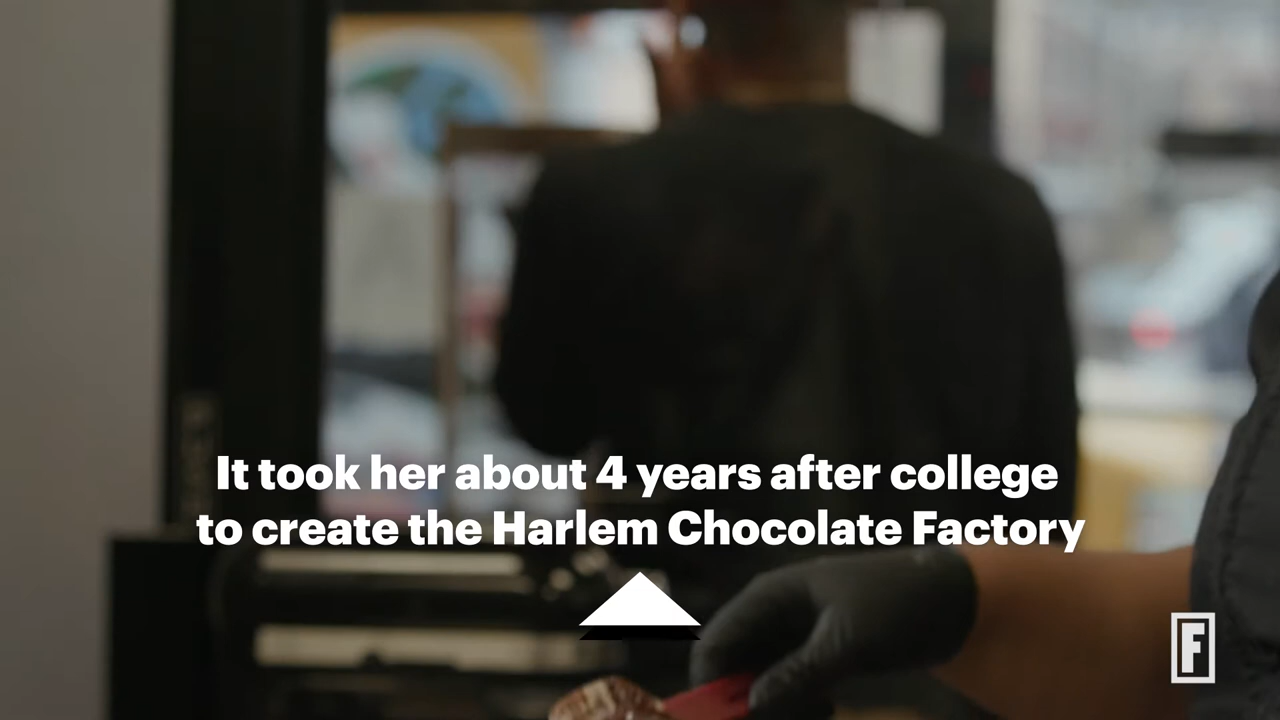 It took her about 4 years after college
to create the Harlem Chocolate Factory
F